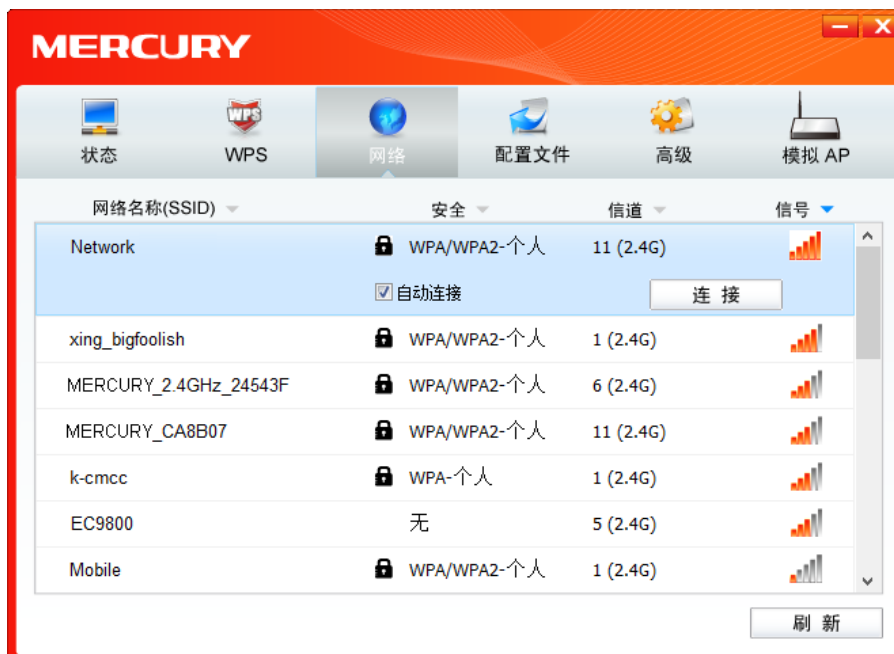 MERCURY
状态 WPS 网络 配置文件 高级 模拟 AP
网络名称(SSID) 安全 信道 信号
Network WPA/WPA2-个人 11 (2.4G)
自动连接 连 接
xing_bigfoolish WPA/WPA2-个人 1 (2.4G)
MERCURY_2.4GHz_24543F WPA/WPA2-个人 6 (2.4G)
MERCURY_CA8B07 WPA/WPA2-个人 11 (2.4G)
k-cmcc WPA-个人 1 (2.4G)
EC9800 无 5 (2.4G)
Mobile WPA/WPA2-个人 1 (2.4G)
刷 新